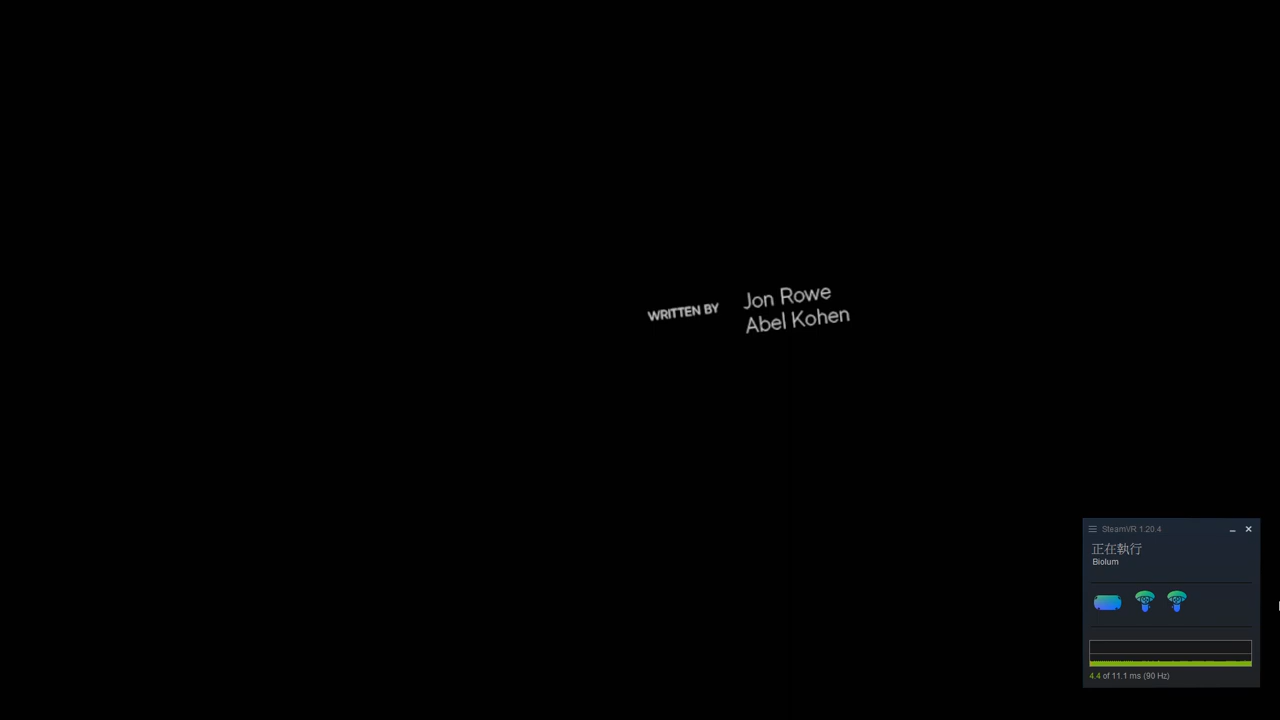 WRITTEN BY
Jon Rowe
Abel Kohen
SteamVR 1.20.4
正在執行
Biolum
4.4 of 11.1 ms (90 Hz)